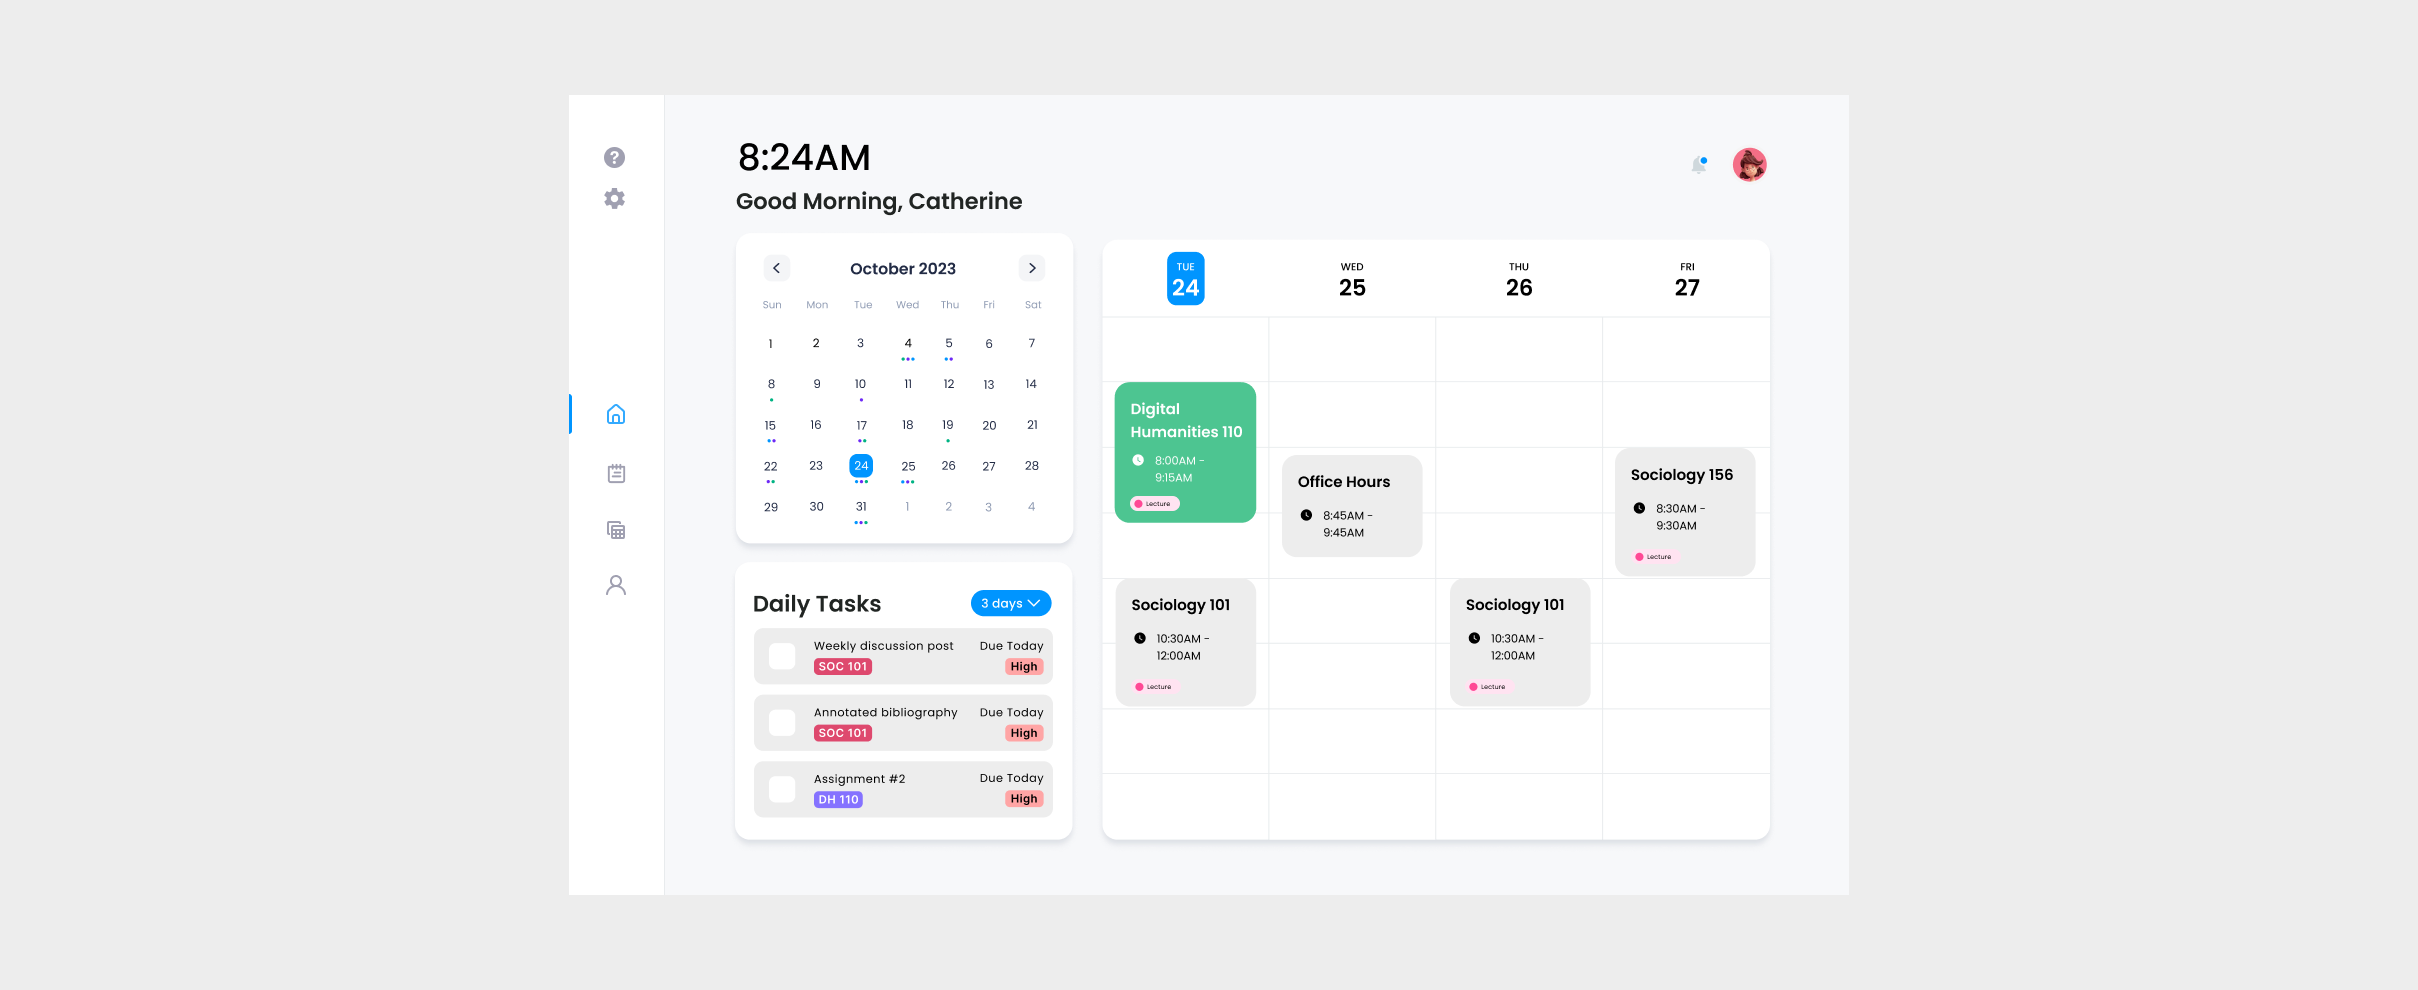 8:24AM
Good Morning, Catherine
October 2023
Sun Mon Tue Wed Thu Fri Sat
1 2 3 4 5 6 7
8 9 10 11 12 13 14
15 16 17 18 19 20 21
22 23 24 25 26 27 28
29 30 31 1 2 3 4
Daily Tasks
3 days
Weekly discussion post Due Today
SOC 101 High
Annotated bibliography Due Today
SOC 101 High
Assignment #2 Due Today
DH 110 High
TUE WED THU FRI
24 25 26 27
Digital
Humanities 110
8:00AM -
9:15AM
Lecture
Sociology 101
10:30AM -
12:00AM
Lecture
Office Hours
8:45AM -
9:45AM
Sociology 101
10:30AM -
12:00AM
Lecture
Sociology 156
8:30AM -
9:30AM
Lecture